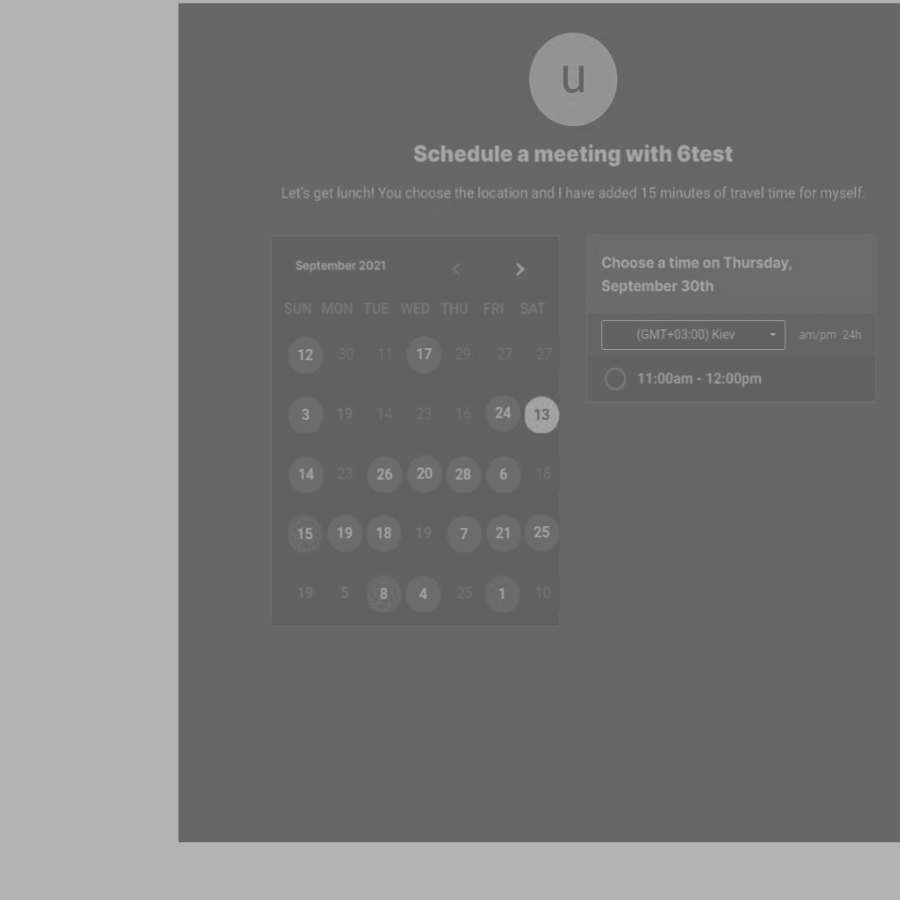 u
Schedule a meeting with 6test
Let's get lunch! You choose the location and I have added 15 minutes of travel time for myself.
September 2021
SUN MON TUE WED THU FRI SAT
12 30 11 17 29 27 27
3 19 14 23 16 24 13
14 23 26 20 28 6 18
15 19 18 19 7 21 25
19 5 8 4 25 1 10
Choose a time on Thursday,
September 30th
(GMT+03:00) Kiev am/pm 24h
11:00am - 12:00pm